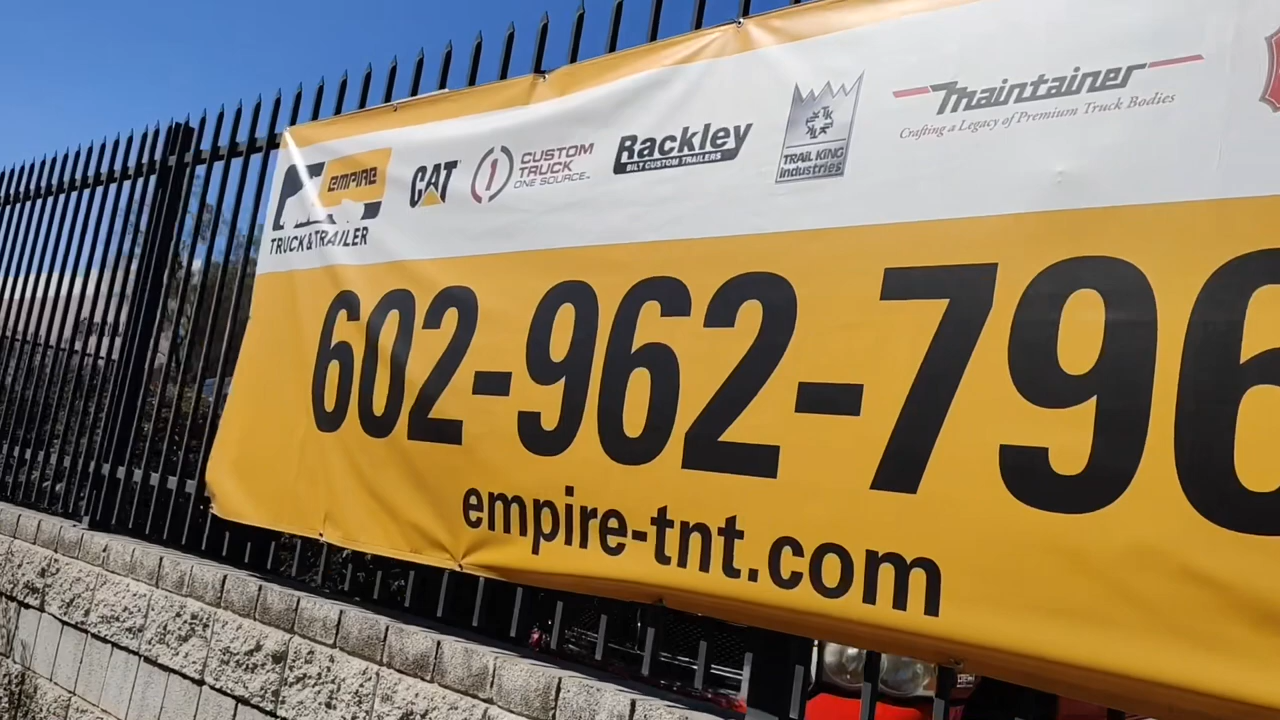 EMPIRE
TRUCK & TRAILER
CAT
CUSTOM
TRUCK
ONE SOURCE
Rackley
BILT CUSTOM TRAILERS
TK
TRAIL KING
Industries
Maintainer
Crafting a Legacy of Premium Truck Bodies
602-962-796
empire-tnt.com